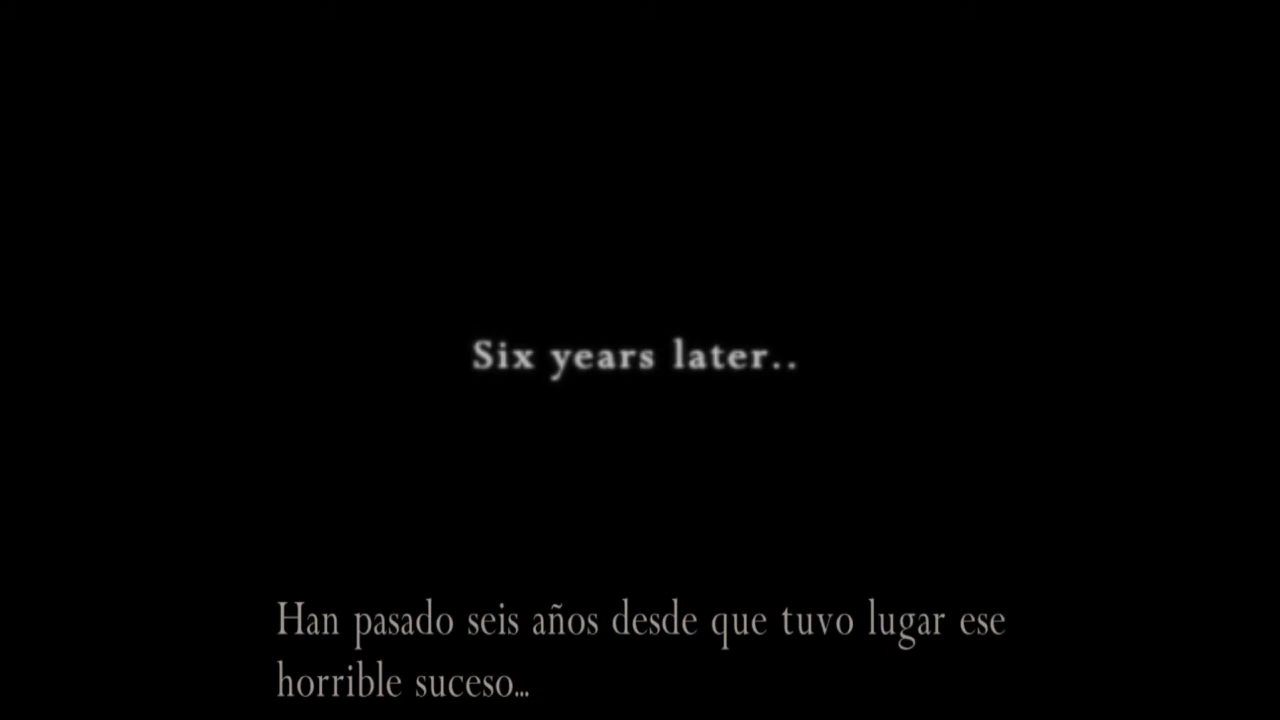 Six years later..
Han pasado seis años desde que tuvo lugar ese
horrible suceso...